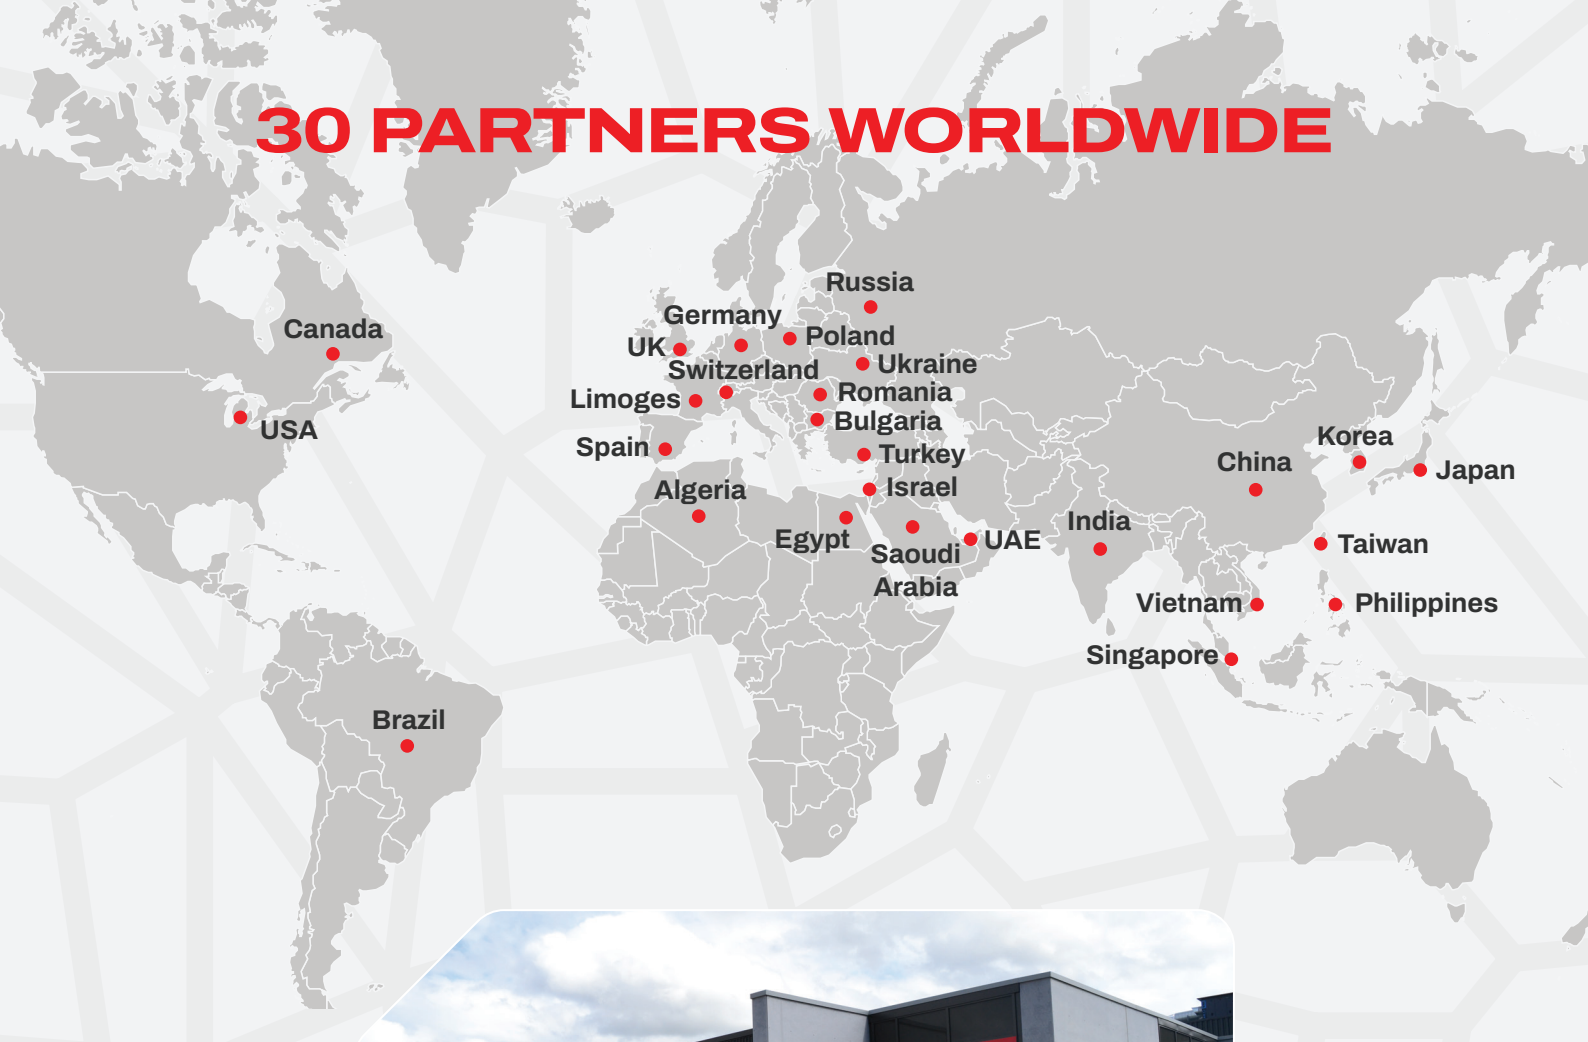 30 PARTNERS WORLDWIDE
Russia
Germany
Canada
Poland
UK
Ukraine
Switzerland
Romania
Limoges
Bulgaria
USA
Korea
Spain
Turkey
China
Japan
Israel
Algeria
India
Egypt
UAE
Taiwan
Saoudi
Arabia
Vietnam
Philippines
Singapore
Brazil